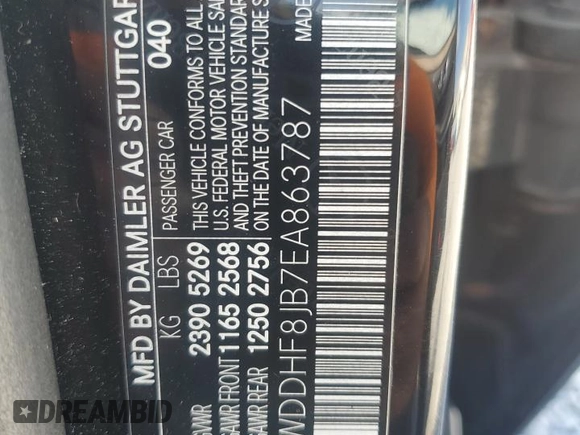 MFD BY DAIMLER AG STUTTGAR
040
KG LBS PASSENGER CAR
GVWR 2390 5269 THIS VEHICLE CONFORMS TO ALL
GAWR FRONT 1165 2568 U.S. FEDERAL MOTOR VEHICLE SA
GAWR REAR 1250 2756 AND THEFT PREVENTION STANDAR
ON THE DATE OF MANUFACTURE S
WDDHF8JB7EA863787
MADE
DREAMBID